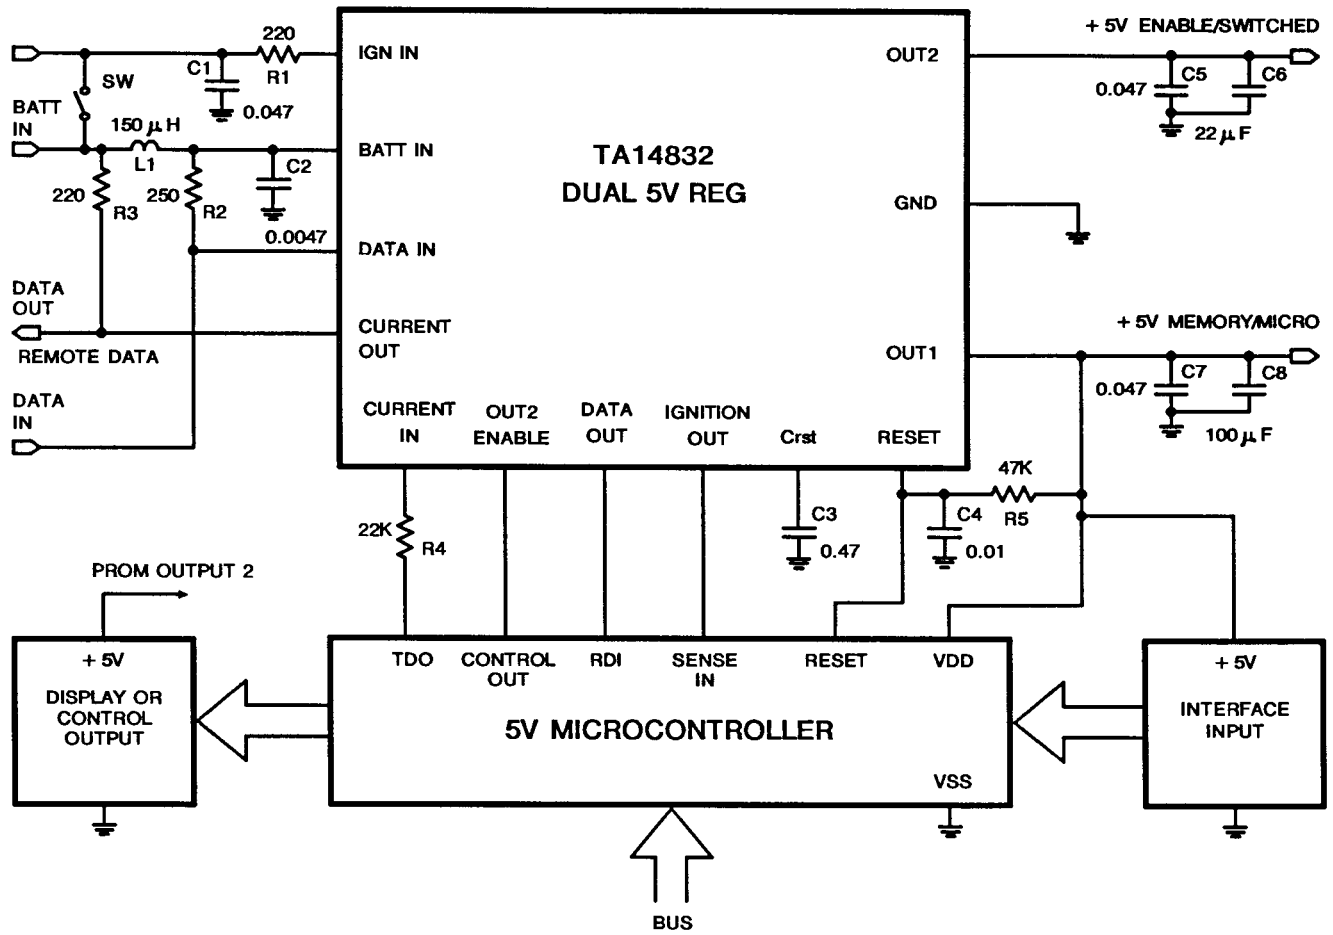 220
R1
C1
0.047
SW
BATT
IN
150 μH
L1
220
R3
250
R2
C2
0.0047
DATA
OUT
REMOTE DATA
DATA
IN
IGN IN
BATT IN
DATA IN
CURRENT
OUT
TA14832
DUAL 5V REG
OUT2
GND
OUT1
CURRENT
IN
OUT2
ENABLE
DATA
OUT
IGNITION
OUT
Crst
RESET
+ 5V ENABLE/SWITCHED
C5
0.047
C6
22 μF
+ 5V MEMORY/MICRO
C7
0.047
C8
100 μF
22K
R4
C3
0.47
C4
0.01
47K
R5
PROM OUTPUT 2
+ 5V
DISPLAY OR
CONTROL
OUTPUT
TDO
CONTROL
OUT
RDI
SENSE
IN
RESET
VDD
5V MICROCONTROLLER
VSS
+ 5V
INTERFACE
INPUT
BUS